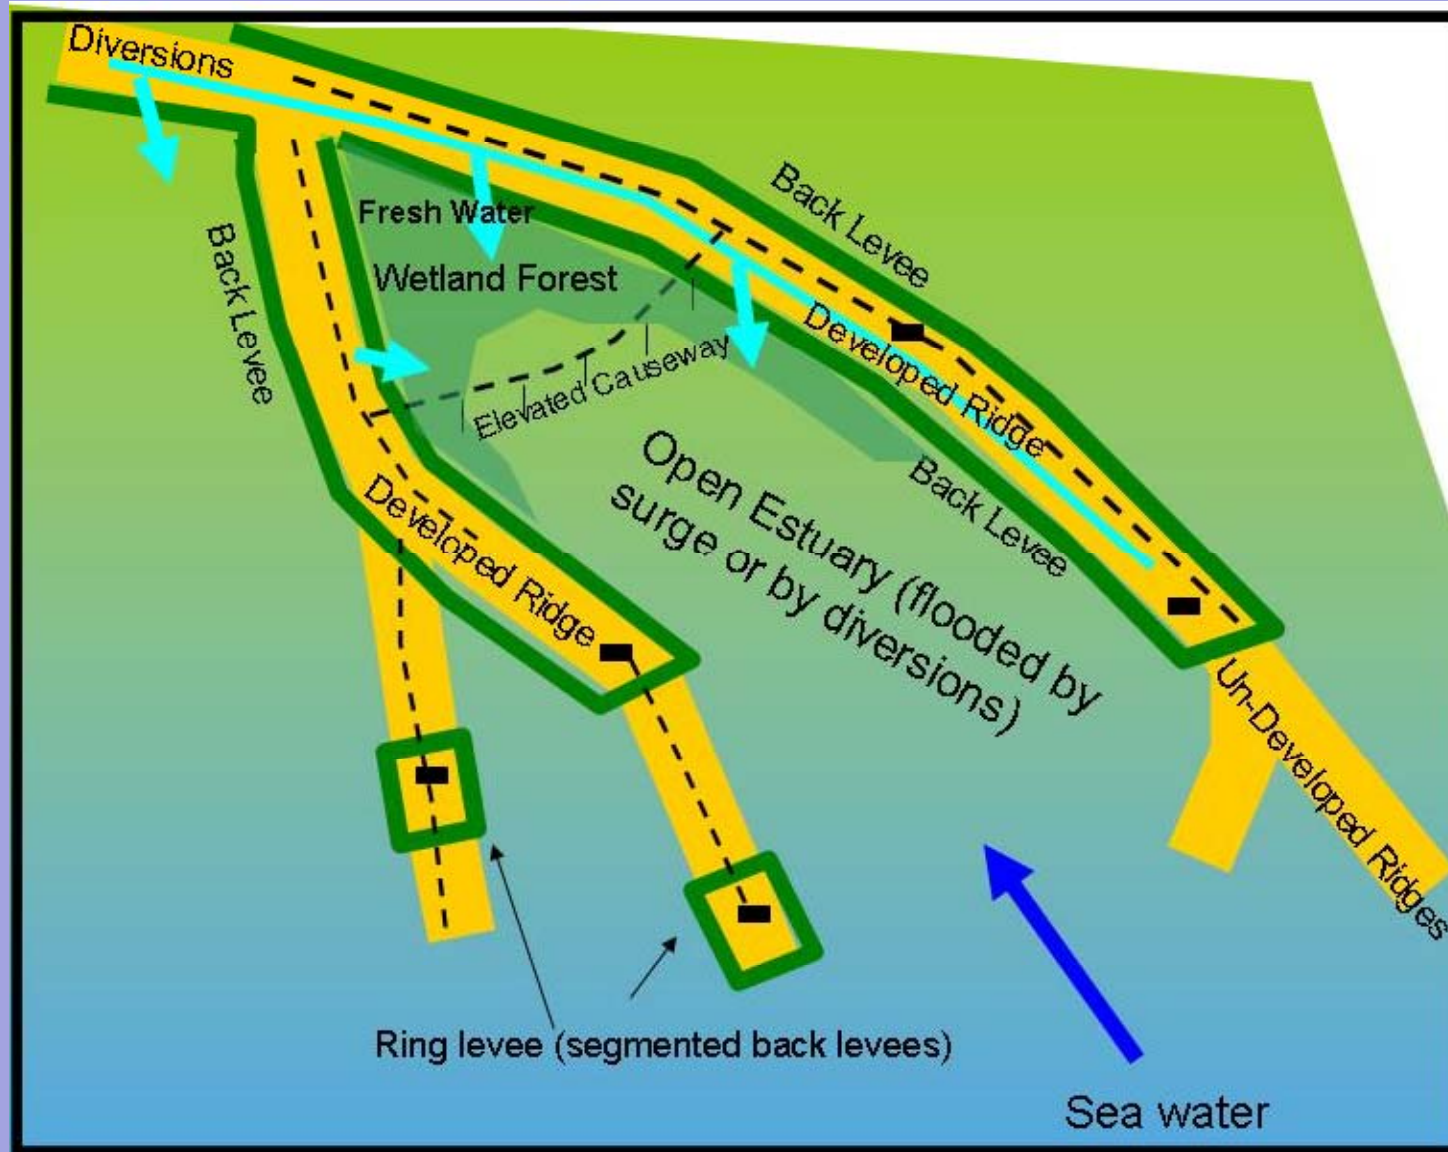 Diversions
Back Levee
Fresh Water
Back Levee
Wetland Forest
Developed Ridge
Elevated Causeway
Open Estuary (flooded by
surge or by diversions)
Back Levee
Developed Ridge
Un-Developed Ridges
Ring levee (segmented back levees)
Sea water